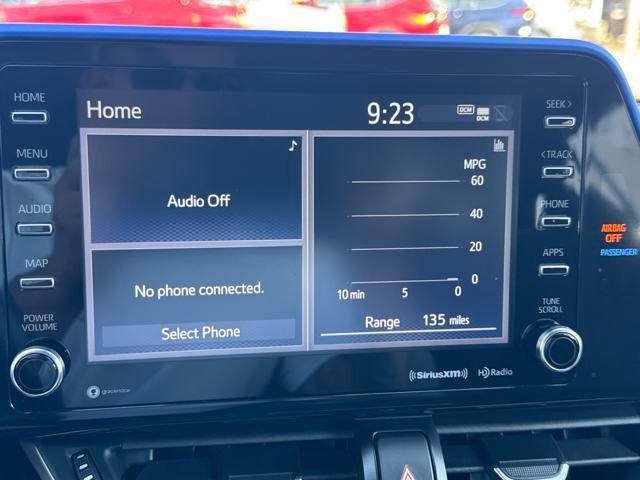 HOME
MENU
AUDIO
MAP
POWER
VOLUME
Home
9:23
DCM
DCM
Audio Off
No phone connected.
Select Phone
MPG
60
40
20
0
10 min 5 0
Range 135 miles
gracenote
SiriusXM
HD Radio
SEEK >
< TRACK
PHONE
APPS
TUNE
SCROLL
AIRBAG
OFF
PASSENGER